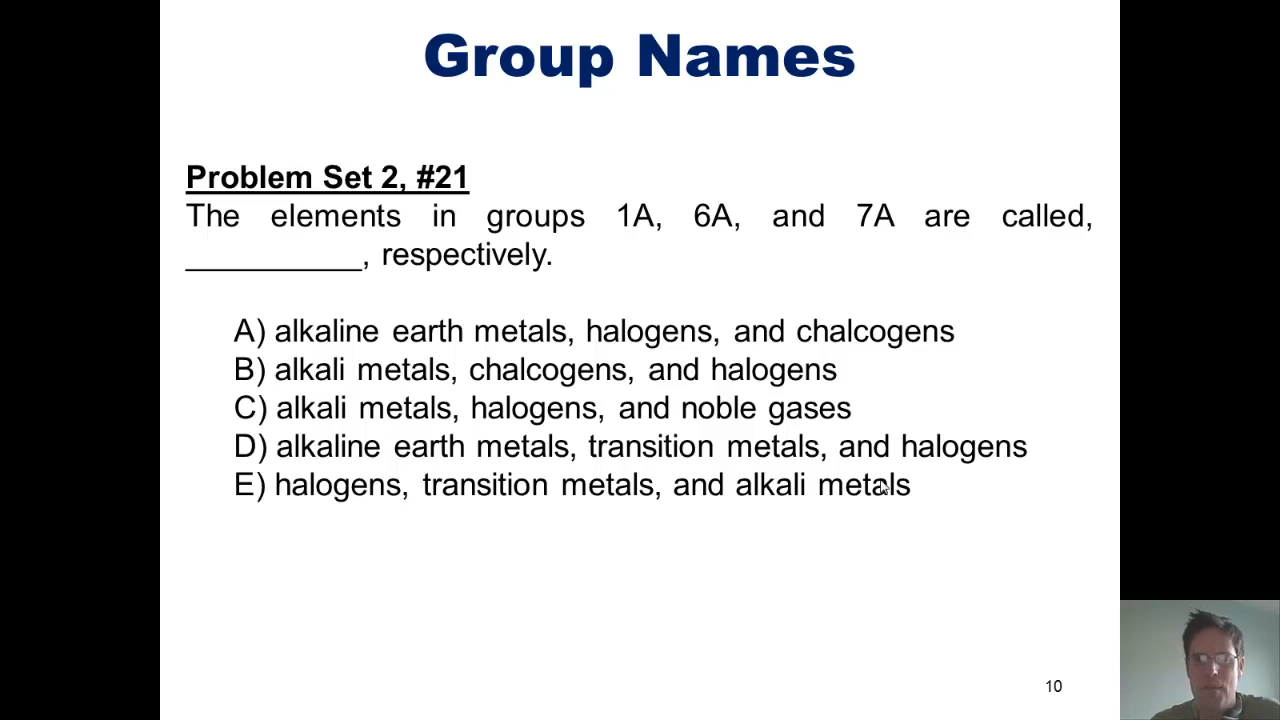 Group Names
Problem Set 2, #21
The elements in groups 1A, 6A, and 7A are called,
__________, respectively.
A) alkaline earth metals, halogens, and chalcogens
B) alkali metals, chalcogens, and halogens
C) alkali metals, halogens, and noble gases
D) alkaline earth metals, transition metals, and halogens
E) halogens, transition metals, and alkali metals
10